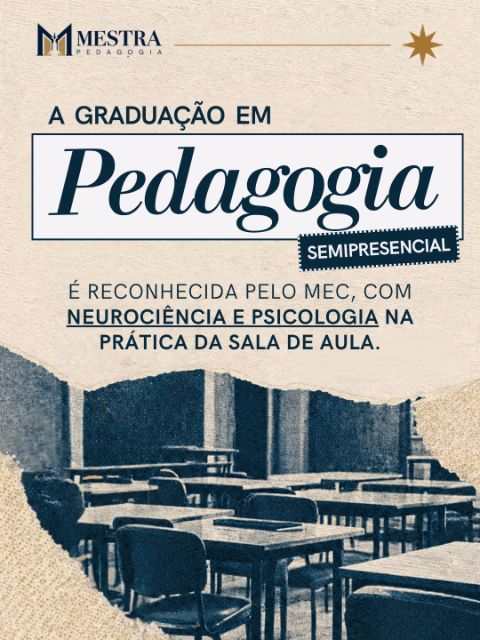 MESTRA
PEDAGOGIA
A GRADUAÇÃO EM
Pedagogia
SEMIPRESENCIAL
É RECONHECIDA PELO MEC, COM
NEUROCIÊNCIA E PSICOLOGIA NA
PRÁTICA DA SALA DE AULA.